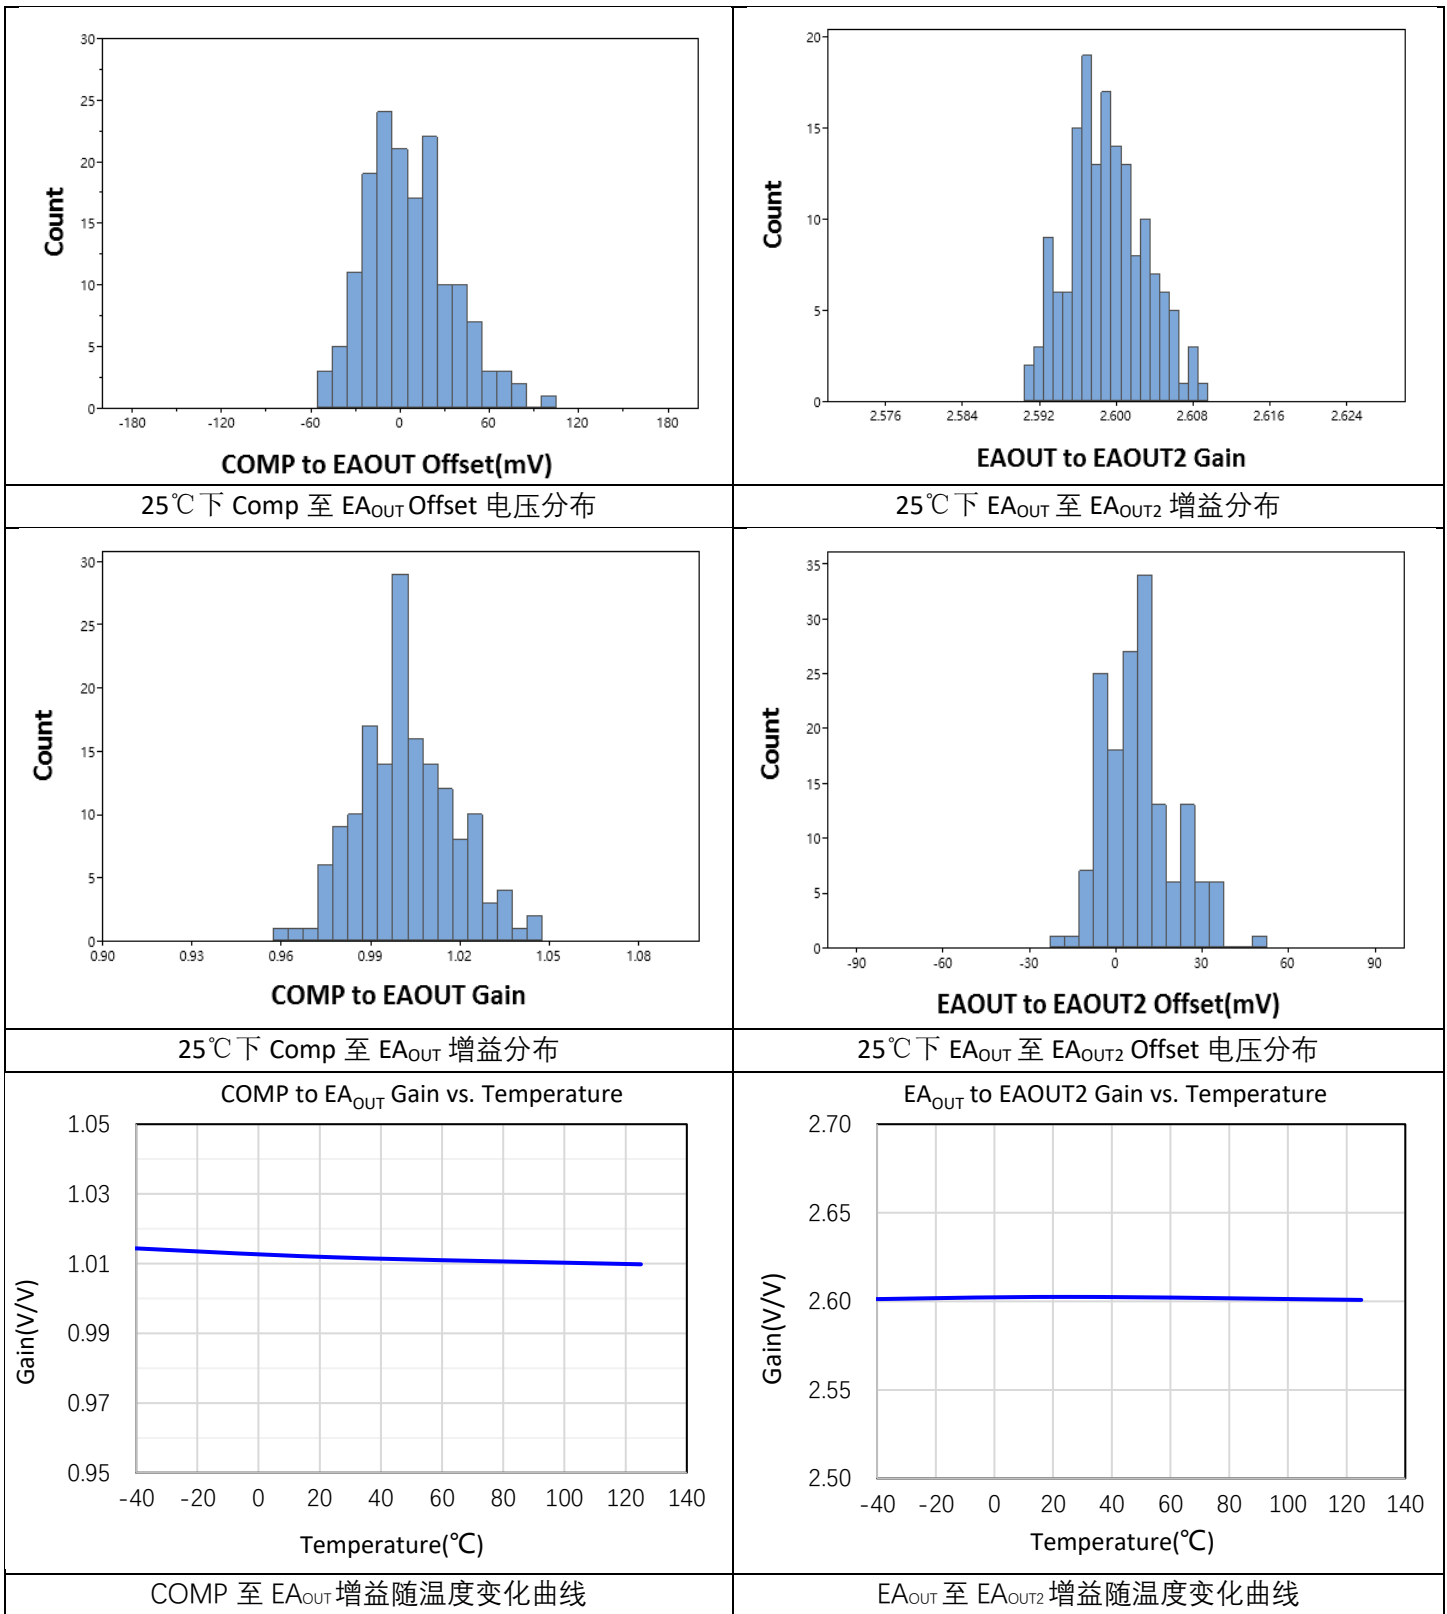 30
25
20
15
10
5
0
Count
-180 -120 -60 0 60 120 180
COMP to EAOUT Offset(mV)
20
15
10
5
0
Count
2.576 2.584 2.592 2.600 2.608 2.616 2.624
EAOUT to EAOUT2 Gain
25℃下 Comp 至 EAOUT Offset 电压分布
25℃下 EAOUT 至 EAOUT2 增益分布
30
25
20
15
10
5
0
Count
0.90 0.93 0.96 0.99 1.02 1.05 1.08
COMP to EAOUT Gain
35
30
25
20
15
10
5
0
Count
-90 -60 -30 0 30 60 90
EAOUT to EAOUT2 Offset(mV)
25℃下 Comp 至 EAOUT 增益分布
25℃下 EAOUT 至 EAOUT2 Offset 电压分布
COMP to EAOUT Gain vs. Temperature
1.05
1.03
1.01
0.99
0.97
0.95
Gain(V/V)
-40 -20 0 20 40 60 80 100 120 140
Temperature(℃)
EAOUT to EAOUT2 Gain vs. Temperature
2.70
2.65
2.60
2.55
2.50
Gain(V/V)
-40 -20 0 20 40 60 80 100 120 140
Temperature(℃)
COMP 至 EAOUT 增益随温度变化曲线
EAOUT 至 EAOUT2 增益随温度变化曲线